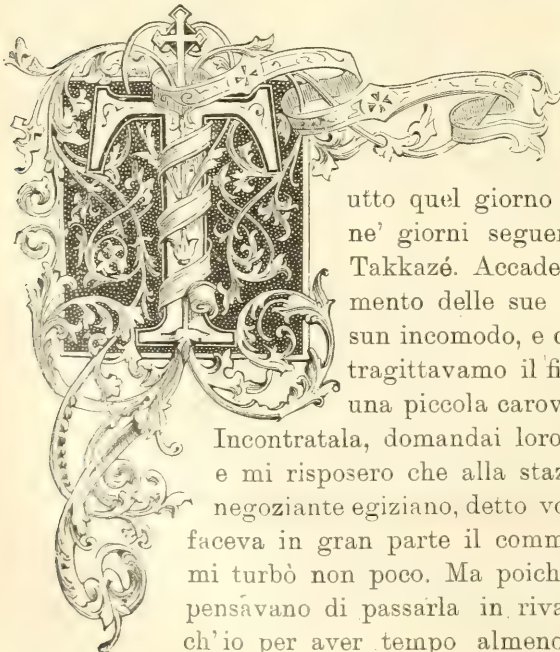 Tutto quel giorno
ne' giorni seguen
Takkazé. Accade
mento delle sue
sun incomodo, e c
tragittavamo il fi
una piccola carov
Incontratala, domandai loro
e mi risposero che alla staz
negoziante egiziano, detto vo
faceva in gran parte il comm
mi turbò non poco. Ma poich
pensavano di passarla in riva
ch'io per aver tempo almeno